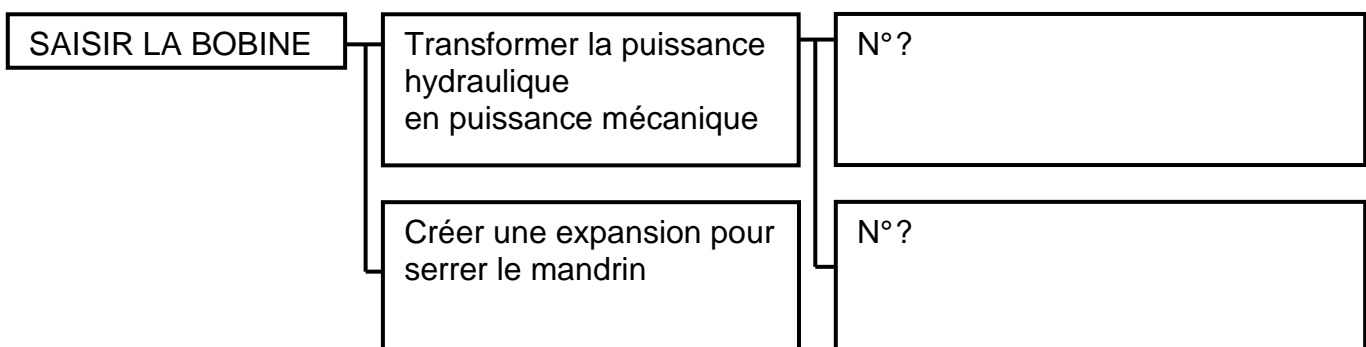 SAISIR LA BOBINE
Transformer la puissance
hydraulique
en puissance mécanique
N°?
Créer une expansion pour
serrer le mandrin
N°?